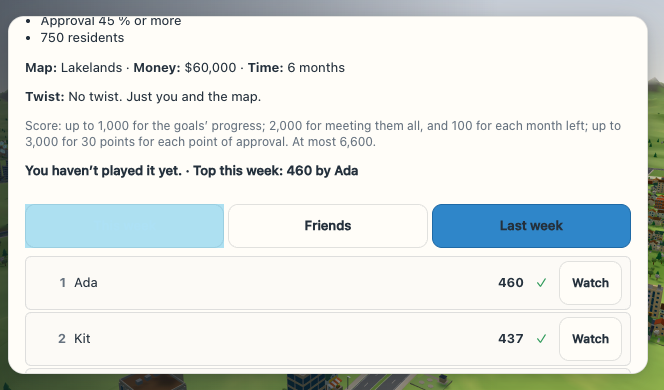 Approval 45 % or more
750 residents
Map: Lakelands · Money: $60,000 · Time: 6 months
Twist: No twist. Just you and the map.
Score: up to 1,000 for the goals’ progress; 2,000 for meeting them all, and 100 for each month left; up to
3,000 for 30 points for each point of approval. At most 6,600.
You haven’t played it yet. · Top this week: 460 by Ada
Friends
Last week
1 Ada 460 ✓ Watch
2 Kit 437 ✓ Watch